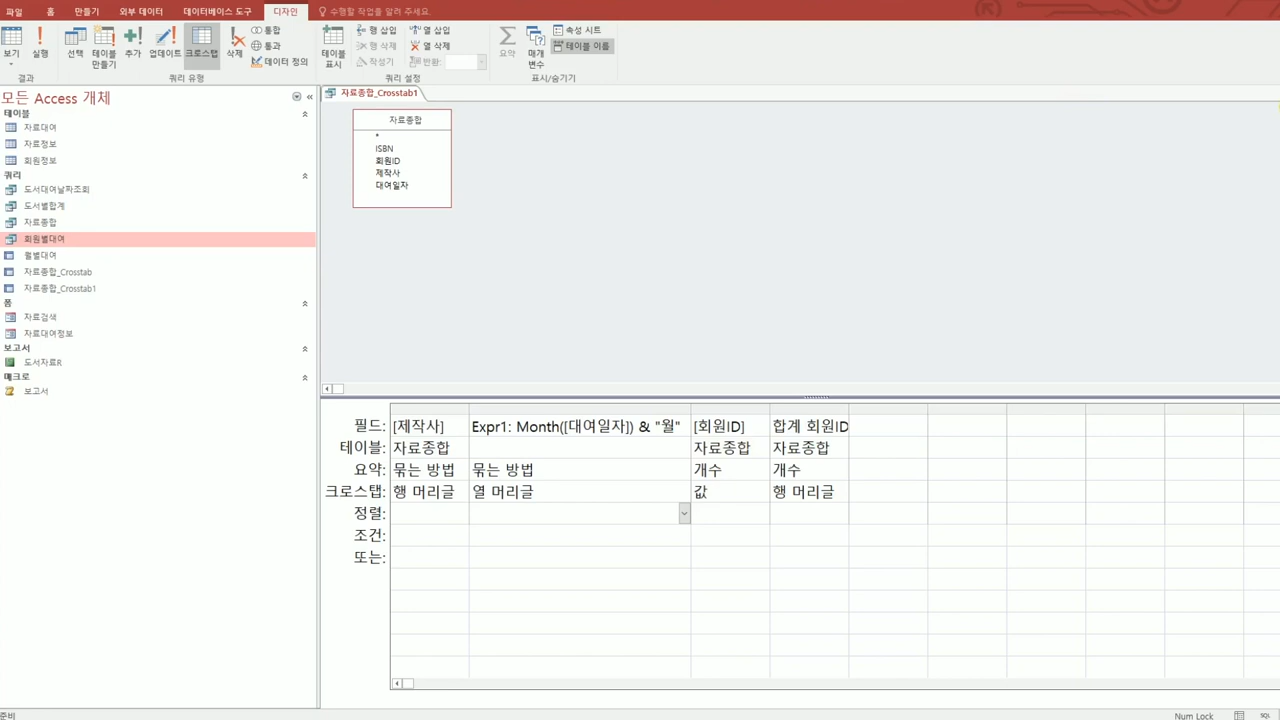 파일 홈 만들기 외부 데이터 데이터베이스 도구 디자인 수행할 작업을 알려 주세요.
보기 실행 선택 테이블 만들기 추가 업데이트 크로스탭 삭제 통합 통과 데이터 정의
테이블 표시 행 삽입 행 삭제 작성기 열 삽입 열 삭제 반환:
요약 매개 변수 속성 시트 테이블 이름
결과 쿼리 유형 쿼리 설정 표시/숨기기
모든 Access 개체
테이블
자료대여
자료정보
회원정보
쿼리
도서대여날짜조회
도서별합계
자료종합
회원별대여
월별대여
자료종합_Crosstab
자료종합_Crosstab1
폼
자료검색
자료대여정보
보고서
도서자료R
매크로
보고서
자료종합_Crosstab1
자료종합
*
ISBN
회원ID
제작사
대여일자
필드: [제작사] Expr1: Month([대여일자]) & "월" [회원ID] 합계 회원ID
테이블: 자료종합 자료종합 자료종합
요약: 묶는 방법 묶는 방법 개수 개수
크로스탭: 행 머리글 열 머리글 값 행 머리글
정렬:
조건:
또는:
준비 Num Lock SQL